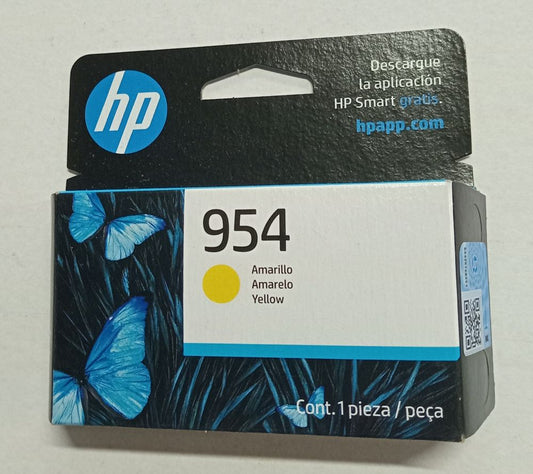 hp
Descargue
la aplicación
HP Smart gratis.
hpapp.com
954
Amarillo
Amarelo
Yellow
Cont. 1 pieza / peça